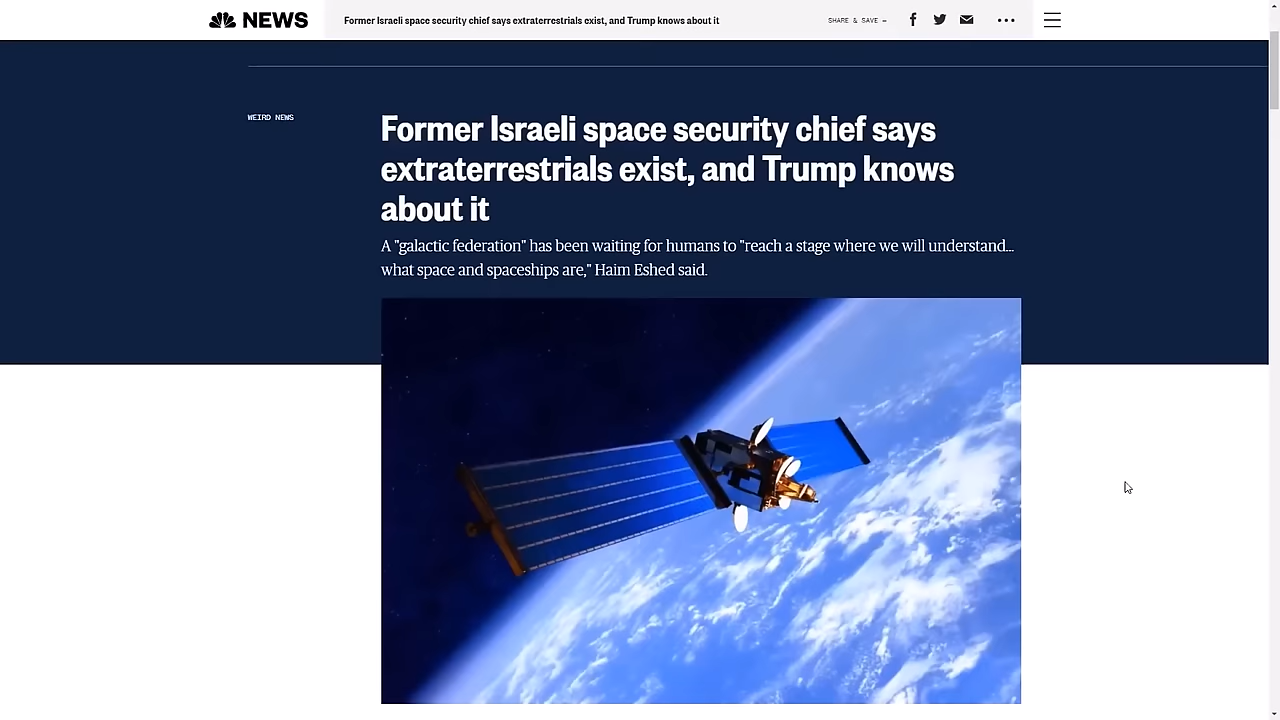 NEWS
Former Israeli space security chief says extraterrestrials exist, and Trump knows about it
SHARE & SAVE —
WEIRD NEWS
Former Israeli space security chief says
extraterrestrials exist, and Trump knows
about it
A "galactic federation" has been waiting for humans to "reach a stage where we will understand...
what space and spaceships are," Haim Eshed said.